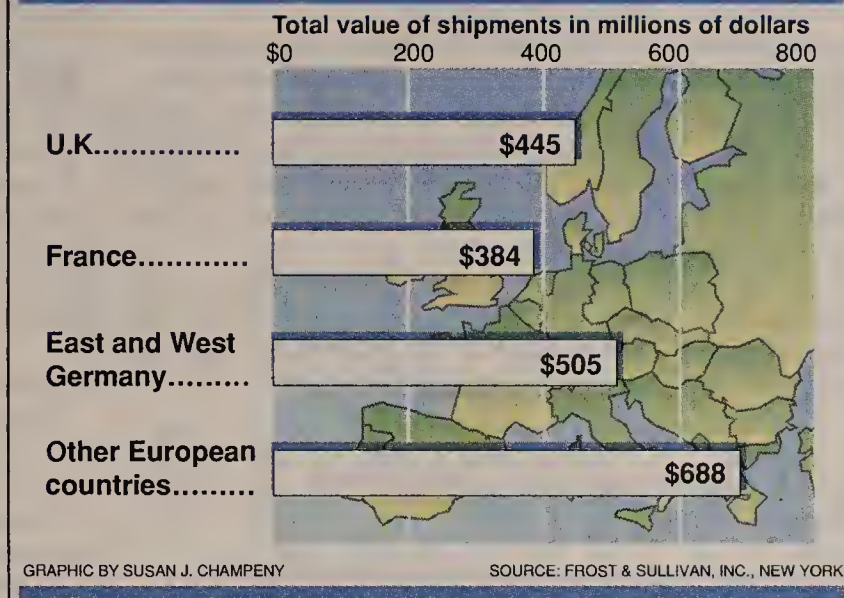 Total value of shipments in millions of dollars
$0 200 400 600 800
U.K................ $445
France............ $384
East and West
Germany......... $505
Other European
countries......... $688
GRAPHIC BY SUSAN J. CHAMPENY SOURCE: FROST & SULLIVAN, INC., NEW YORK